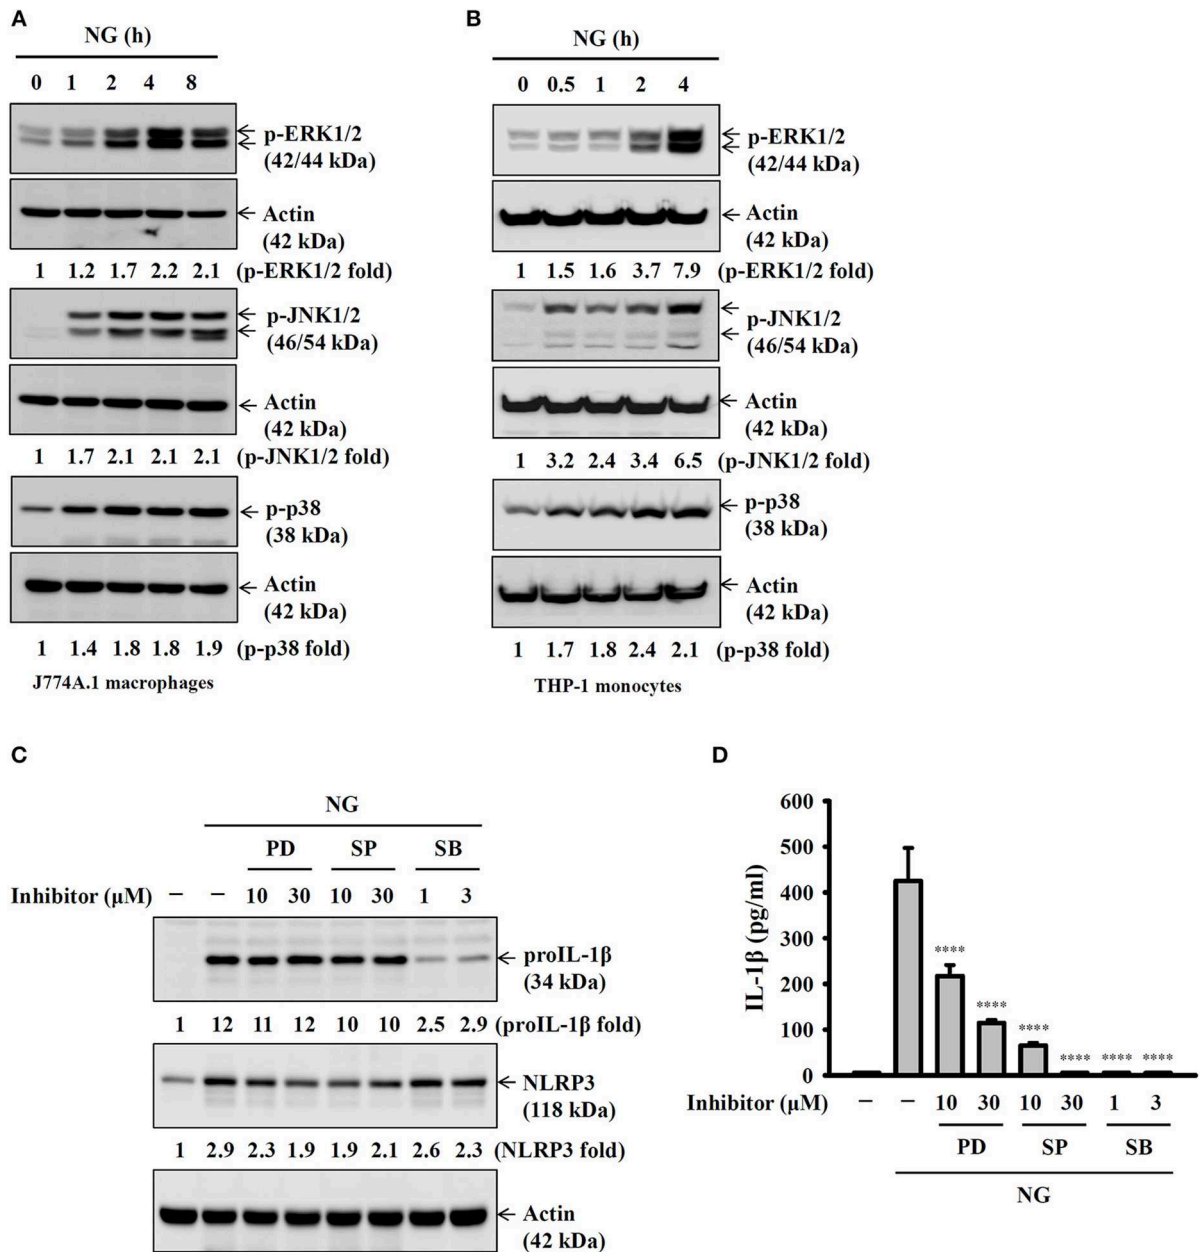 A
NG (h)
0 1 2 4 8
p-ERK1/2
(42/44 kDa)
Actin
(42 kDa)
1 1.2 1.7 2.2 2.1 (p-ERK1/2 fold)
p-JNK1/2
(46/54 kDa)
Actin
(42 kDa)
1 1.7 2.1 2.1 2.1 (p-JNK1/2 fold)
p-p38
(38 kDa)
Actin
(42 kDa)
1 1.4 1.8 1.8 1.9 (p-p38 fold)
J774A.1 macrophages
B
NG (h)
0 0.5 1 2 4
p-ERK1/2
(42/44 kDa)
Actin
(42 kDa)
1 1.5 1.6 3.7 7.9 (p-ERK1/2 fold)
p-JNK1/2
(46/54 kDa)
Actin
(42 kDa)
1 3.2 2.4 3.4 6.5 (p-JNK1/2 fold)
p-p38
(38 kDa)
Actin
(42 kDa)
1 1.7 1.8 2.4 2.1 (p-p38 fold)
THP-1 monocytes
C
NG
PD SP SB
Inhibitor (μM) – – 10 30 10 30 1 3
proIL-1β
(34 kDa)
1 12 11 12 10 10 2.5 2.9 (proIL-1β fold)
NLRP3
(118 kDa)
1 2.9 2.3 1.9 1.9 2.1 2.6 2.3 (NLRP3 fold)
Actin
(42 kDa)
D
IL-1β (pg/ml)
600
500
400
300
200
100
0
**** **** **** **** **** ****
Inhibitor (μM) – – 10 30 10 30 1 3
PD SP SB
NG